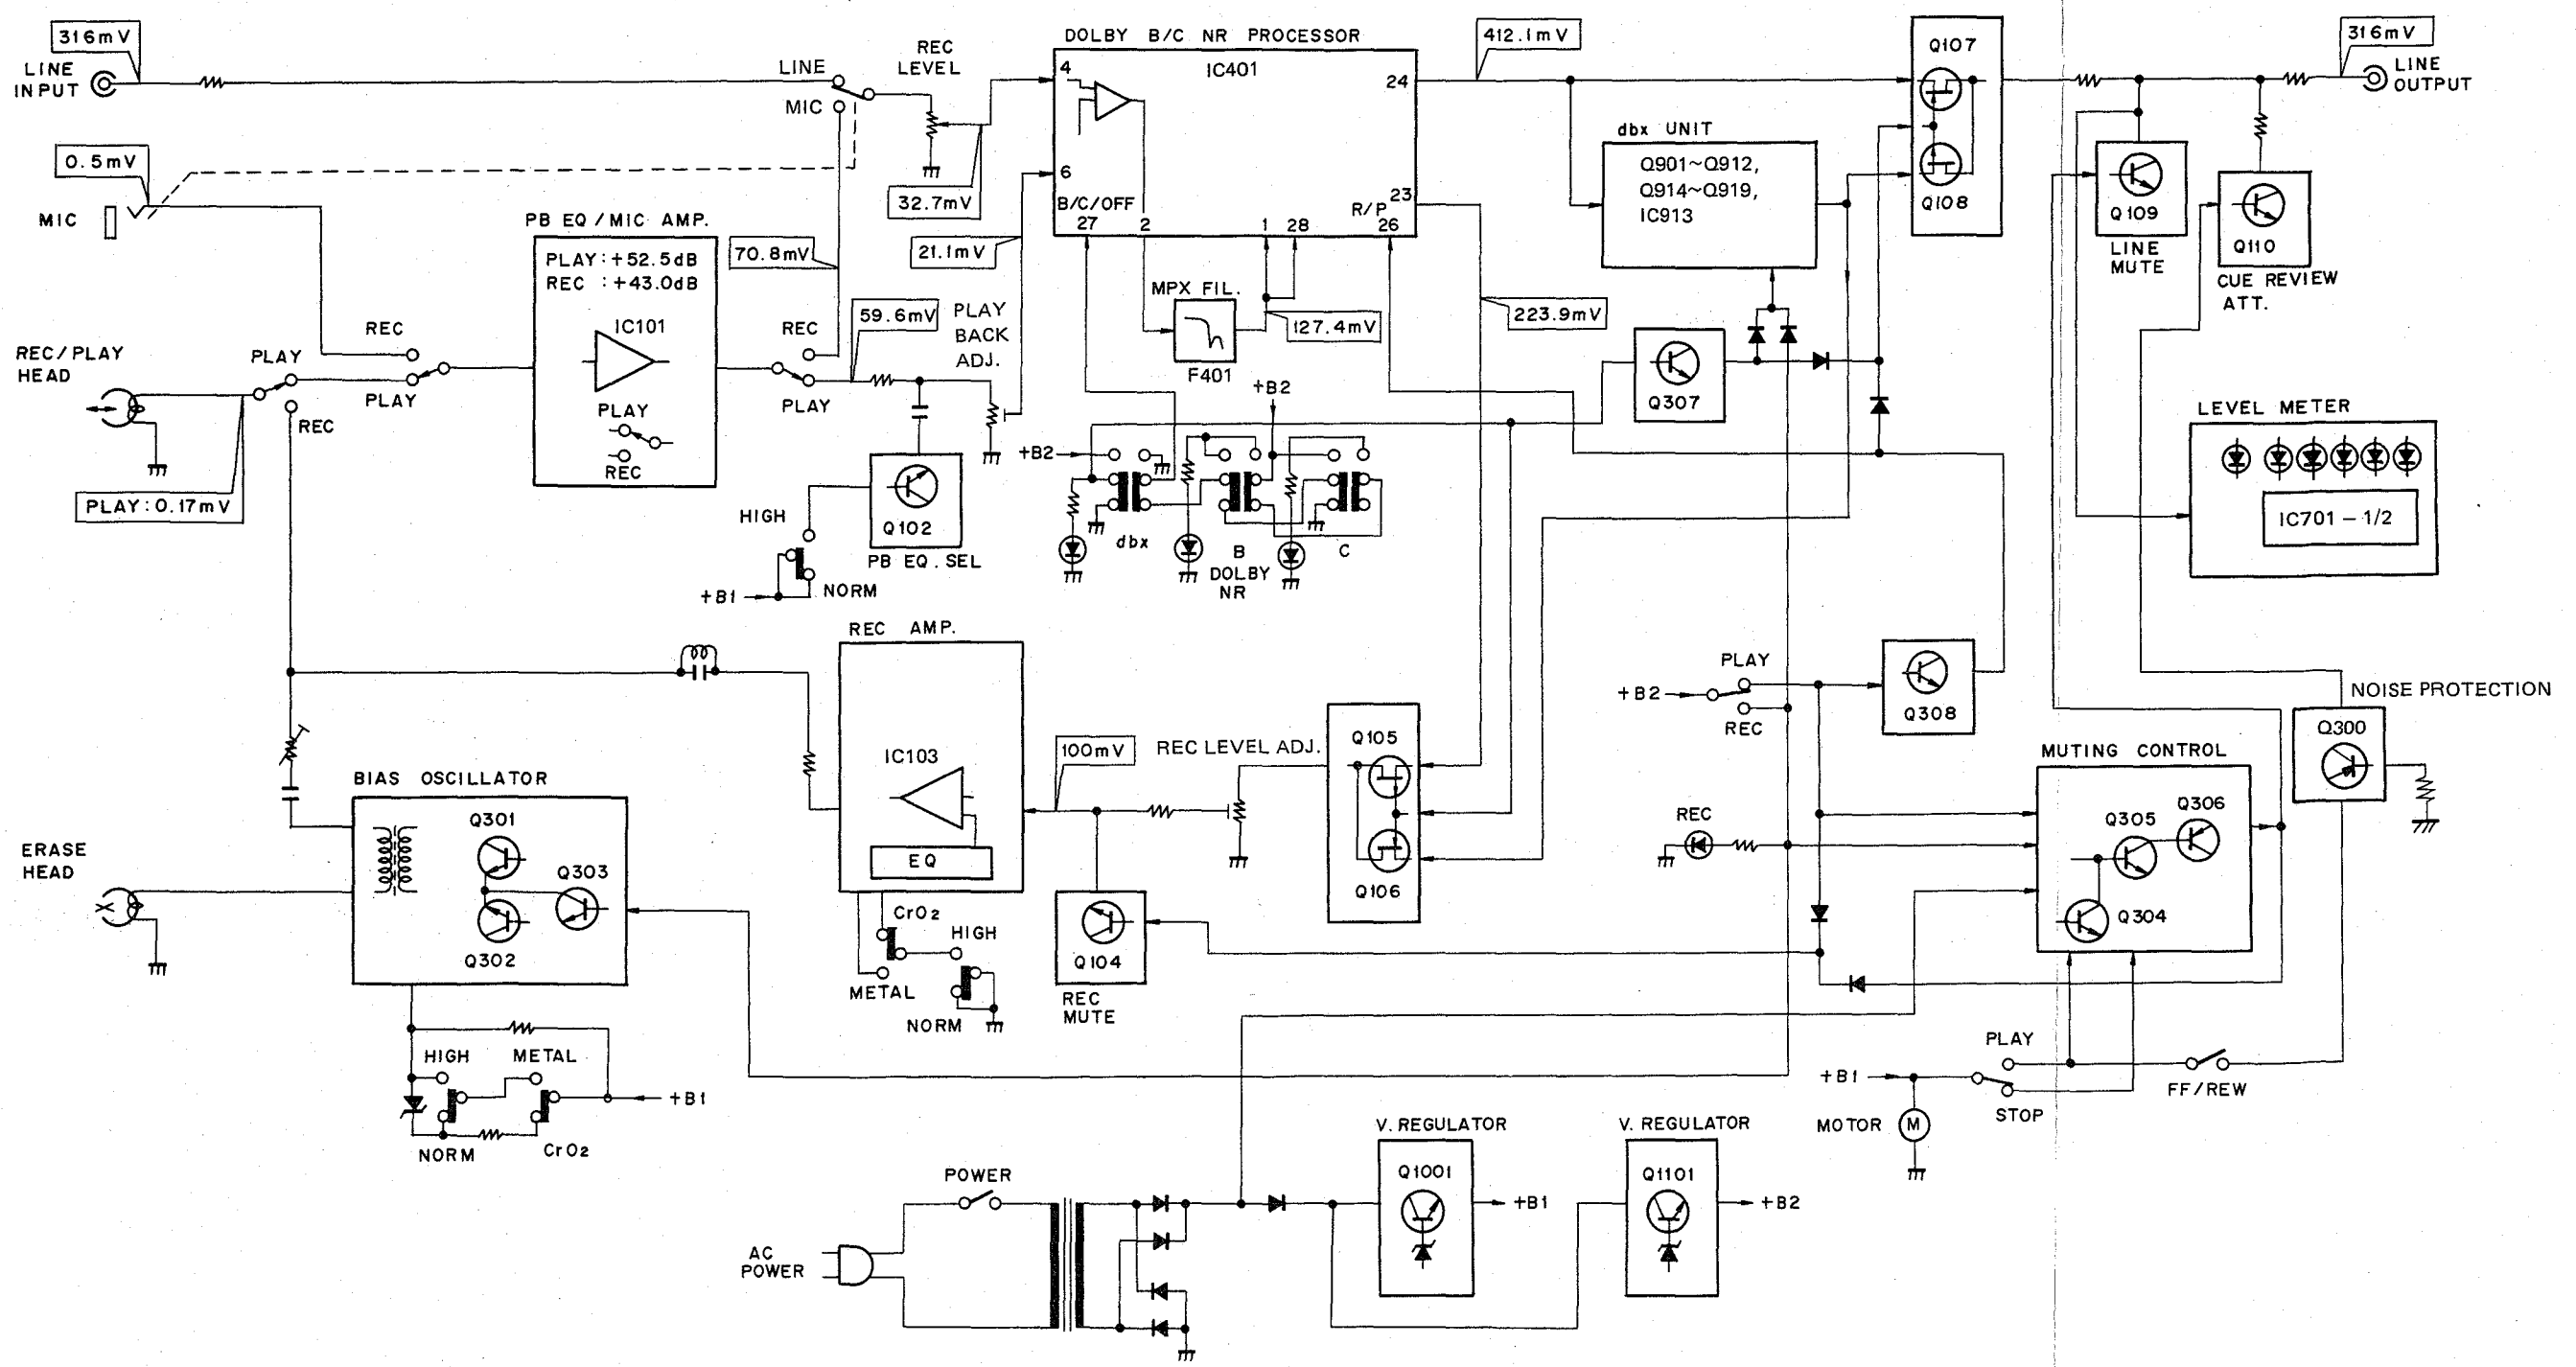 316mV
LINE
INPUT
0.5mV
MIC
REC/PLAY
HEAD
PLAY
REC
PLAY:0.17mV
REC
PLAY
PB EQ/MIC AMP.
PLAY:+52.5dB
REC :+43.0dB
IC101
PLAY
REC
LINE
MIC
REC
LEVEL
32.7mV
70.8mV
21.1mV
REC
PLAY
59.6mV
PLAY
BACK
ADJ.
Q102
PB EQ. SEL
HIGH
NORM
+B1
DOLBY B/C NR PROCESSOR
IC401
4
6
B/C/OFF
27
2
1
28
R/P
26
23
24
MPX FIL.
F401
127.4mV
412.1mV
223.9mV
dbx UNIT
Q901~Q912,
Q914~Q919,
IC913
Q107
Q108
316mV
LINE
OUTPUT
Q109
LINE
MUTE
Q110
CUE REVIEW
ATT.
Q307
+B2
+B2
dbx
B
DOLBY
NR
C
LEVEL METER
IC701-1/2
REC AMP.
IC103
EQ
CrO2
METAL
HIGH
NORM
100mV
REC LEVEL ADJ.
Q105
Q106
Q104
REC
MUTE
+B2
PLAY
REC
Q308
REC
NOISE PROTECTION
Q300
MUTING CONTROL
Q306
Q305
Q304
BIAS OSCILLATOR
Q301
Q303
Q302
ERASE
HEAD
HIGH
METAL
+B1
NORM
CrO2
+B1
MOTOR
M
PLAY
STOP
FF/REW
AC
POWER
POWER
V.REGULATOR
Q1001
+B1
V.REGULATOR
Q1101
+B2